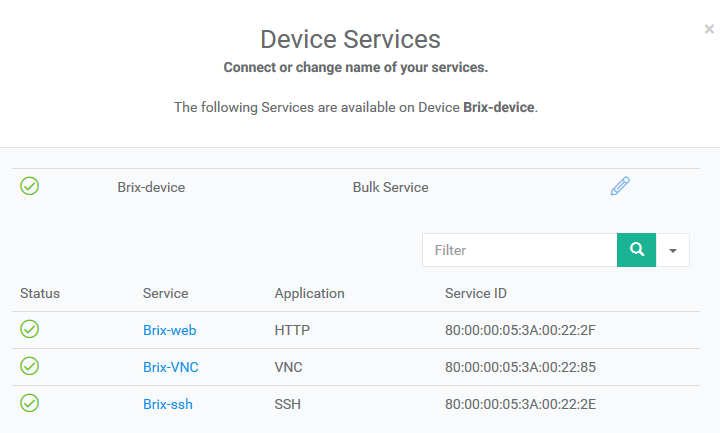 ×
Device Services
Connect or change name of your services.
The following Services are available on Device Brix-device.
Brix-device Bulk Service
Filter
Status Service Application Service ID
Brix-web HTTP 80:00:00:05:3A:00:22:2F
Brix-VNC VNC 80:00:00:05:3A:00:22:85
Brix-ssh SSH 80:00:00:05:3A:00:22:2E